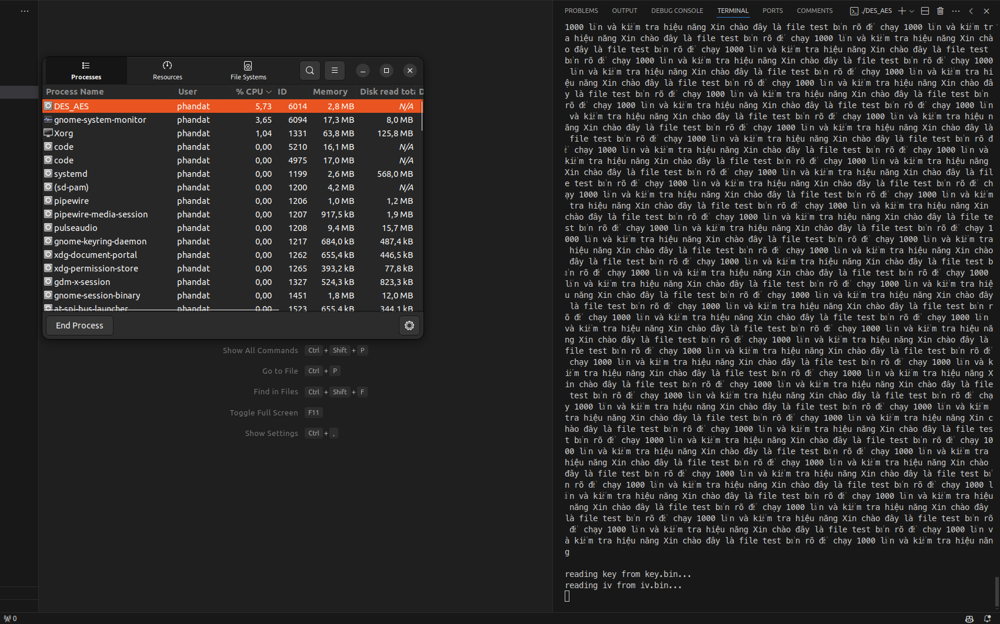 Processes
Resources
File Systems
Process Name User % CPU ID Memory Disk read tota D
DES_AES phandat 5,73 6014 2,8 MB N/A
gnome-system-monitor phandat 3,65 6094 17,3 MB 8,0 MB
Xorg phandat 1,04 1331 63,8 MB 125,8 MB
code phandat 0,00 5210 16,1 MB N/A
code phandat 0,00 4975 17,0 MB N/A
systemd phandat 0,00 1199 2,6 MB 568,0 MB
(sd-pam) phandat 0,00 1200 4,2 MB N/A
pipewire phandat 0,00 1206 1,0 MB 1,2 MB
pipewire-media-session phandat 0,00 1207 917,5 kB 1,9 MB
pulseaudio phandat 0,00 1208 9,4 MB 15,7 MB
gnome-keyring-daemon phandat 0,00 1217 684,0 kB 487,4 kB
xdg-document-portal phandat 0,00 1262 655,4 kB 446,5 kB
xdg-permission-store phandat 0,00 1265 393,2 kB 77,8 kB
gdm-x-session phandat 0,00 1327 524,3 kB 823,3 kB
gnome-session-binary phandat 0,00 1451 1,8 MB 12,0 MB
at-spi-bus-launcher phandat 0,00 1523 655,4 kB 344,1 kB
End Process
Show All Commands Ctrl + Shift + P
Go to File Ctrl + P
Find in Files Ctrl + Shift + F
Toggle Full Screen F11
Show Settings Ctrl + ,
PROBLEMS OUTPUT DEBUG CONSOLE TERMINAL PORTS COMMENTS ./DES_AES
1000 lần và kiểm tra hiệu năng Xin chào đây là file test bản rõ để chạy 1000 lần và kiểm tr
a hiệu năng Xin chào đây là file test bản rõ để chạy 1000 lần và kiểm tra hiệu năng Xin chà
o đây là file test bản rõ để chạy 1000 lần và kiểm tra hiệu năng Xin chào đây là file test
bản rõ để chạy 1000 lần và kiểm tra hiệu năng Xin chào đây là file test bản rõ để chạy 1000
lần và kiểm tra hiệu năng Xin chào đây là file test bản rõ để chạy 1000 lần và kiểm tra hi
ệu năng Xin chào đây là file test bản rõ để chạy 1000 lần và kiểm tra hiệu năng Xin chào đâ
y là file test bản rõ để chạy 1000 lần và kiểm tra hiệu năng Xin chào đây là file test bản
rõ để chạy 1000 lần và kiểm tra hiệu năng Xin chào đây là file test bản rõ để chạy 1000 lần
và kiểm tra hiệu năng Xin chào đây là file test bản rõ để chạy 1000 lần và kiểm tra hiệu n
ăng Xin chào đây là file test bản rõ để chạy 1000 lần và kiểm tra hiệu năng Xin chào đây là
file test bản rõ để chạy 1000 lần và kiểm tra hiệu năng Xin chào đây là file test bản rõ đ
ể chạy 1000 lần và kiểm tra hiệu năng Xin chào đây là file test bản rõ để chạy 1000 lần và
kiểm tra hiệu năng Xin chào đây là file test bản rõ để chạy 1000 lần và kiểm tra hiệu năng
Xin chào đây là file test bản rõ để chạy 1000 lần và kiểm tra hiệu năng Xin chào đây là fil
e test bản rõ để chạy 1000 lần và kiểm tra hiệu năng Xin chào đây là file test bản rõ để ch
ạy 1000 lần và kiểm tra hiệu năng Xin chào đây là file test bản rõ để chạy 1000 lần và kiểm
tra hiệu năng Xin chào đây là file test bản rõ để chạy 1000 lần và kiểm tra hiệu năng Xin
chào đây là file test bản rõ để chạy 1000 lần và kiểm tra hiệu năng Xin chào đây là file te
st bản rõ để chạy 1000 lần và kiểm tra hiệu năng Xin chào đây là file test bản rõ để chạy 1
000 lần và kiểm tra hiệu năng Xin chào đây là file test bản rõ để chạy 1000 lần và kiểm tra
hiệu năng Xin chào đây là file test bản rõ để chạy 1000 lần và kiểm tra hiệu năng Xin chào
đây là file test bản rõ để chạy 1000 lần và kiểm tra hiệu năng Xin chào đây là file test b
ản rõ để chạy 1000 lần và kiểm tra hiệu năng Xin chào đây là file test bản rõ để chạy 1000
lần và kiểm tra hiệu năng Xin chào đây là file test bản rõ để chạy 1000 lần và kiểm tra hiệ
u năng Xin chào đây là file test bản rõ để chạy 1000 lần và kiểm tra hiệu năng Xin chào đây
là file test bản rõ để chạy 1000 lần và kiểm tra hiệu năng Xin chào đây là file test bản r
õ để chạy 1000 lần và kiểm tra hiệu năng Xin chào đây là file test bản rõ để chạy 1000 lần
và kiểm tra hiệu năng Xin chào đây là file test bản rõ để chạy 1000 lần và kiểm tra hiệu nă
ng Xin chào đây là file test bản rõ để chạy 1000 lần và kiểm tra hiệu năng Xin chào đây là
file test bản rõ để chạy 1000 lần và kiểm tra hiệu năng Xin chào đây là file test bản rõ để
chạy 1000 lần và kiểm tra hiệu năng Xin chào đây là file test bản rõ để chạy 1000 lần và k
iểm tra hiệu năng Xin chào đây là file test bản rõ để chạy 1000 lần và kiểm tra hiệu năng X
in chào đây là file test bản rõ để chạy 1000 lần và kiểm tra hiệu năng Xin chào đây là file
test bản rõ để chạy 1000 lần và kiểm tra hiệu năng Xin chào đây là file test bản rõ để chạ
y 1000 lần và kiểm tra hiệu năng Xin chào đây là file test bản rõ để chạy 1000 lần và kiểm
tra hiệu năng Xin chào đây là file test bản rõ để chạy 1000 lần và kiểm tra hiệu năng Xin c
hào đây là file test bản rõ để chạy 1000 lần và kiểm tra hiệu năng Xin chào đây là file tes
t bản rõ để chạy 1000 lần và kiểm tra hiệu năng Xin chào đây là file test bản rõ để chạy 10
00 lần và kiểm tra hiệu năng Xin chào đây là file test bản rõ để chạy 1000 lần và kiểm tra
hiệu năng Xin chào đây là file test bản rõ để chạy 1000 lần và kiểm tra hiệu năng Xin chào
đây là file test bản rõ để chạy 1000 lần và kiểm tra hiệu năng Xin chào đây là file test bả
n rõ để chạy 1000 lần và kiểm tra hiệu năng Xin chào đây là file test bản rõ để chạy 1000 l
ần và kiểm tra hiệu năng Xin chào đây là file test bản rõ để chạy 1000 lần và kiểm tra hiệu
năng Xin chào đây là file test bản rõ để chạy 1000 lần và kiểm tra hiệu năng Xin chào đây
là file test bản rõ để chạy 1000 lần và kiểm tra hiệu năng Xin chào đây là file test bản rõ
để chạy 1000 lần và kiểm tra hiệu năng Xin chào đây là file test bản rõ để chạy 1000 lần v
à kiểm tra hiệu năng Xin chào đây là file test bản rõ để chạy 1000 lần và kiểm tra hiệu năn
g
reading key from key.bin...
reading iv from iv.bin...
0